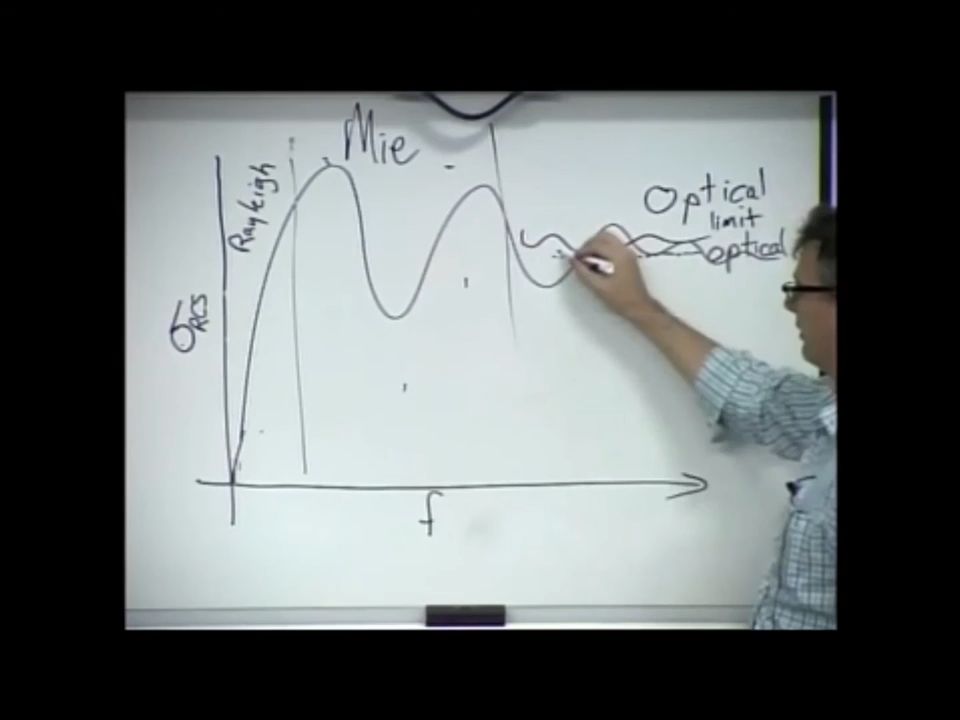 Mie
Rayleigh
Optical
limit
optical
σRCS
f